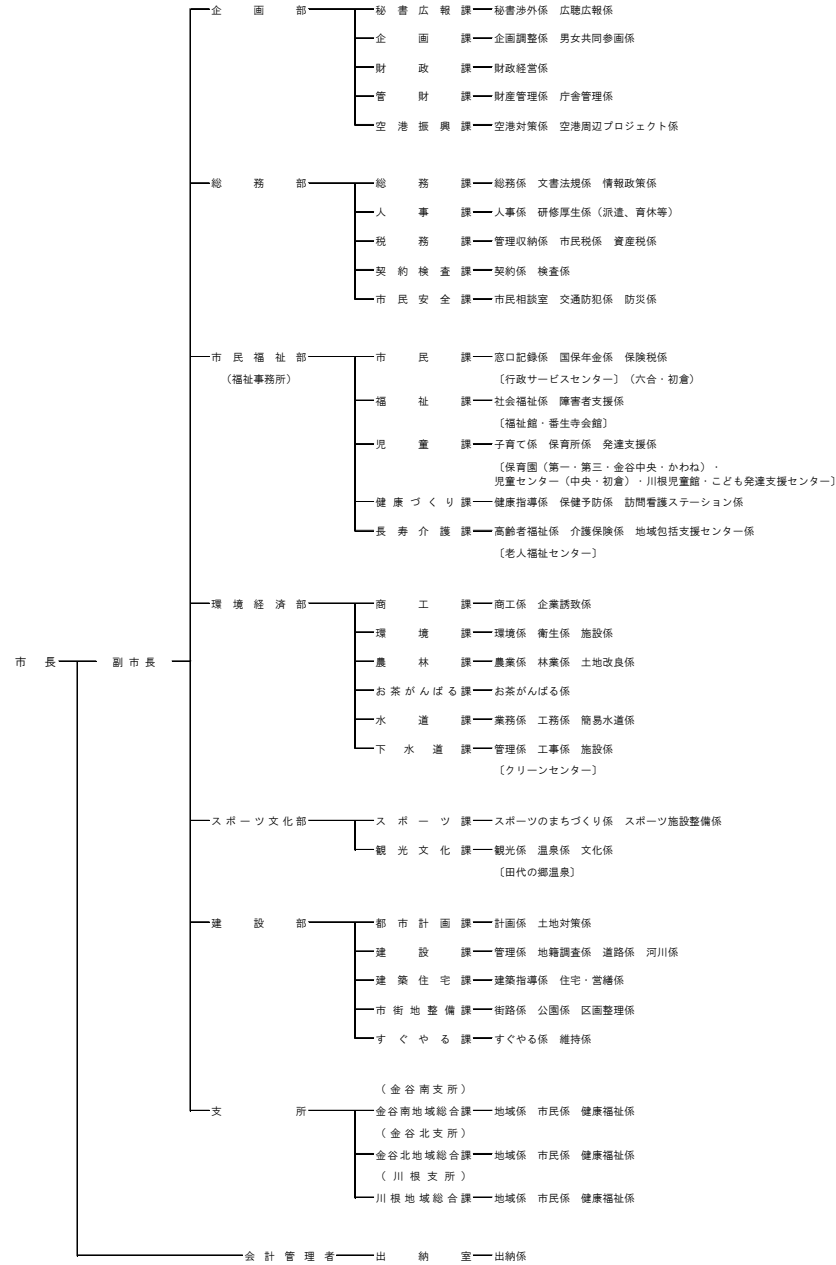 企画部 秘書広報課 秘書渉外係 広聴広報係
企画課 企画調整係 男女共同参画係
財政課 財政経営係
管財課 財産管理係 庁舎管理係
空港振興課 空港対策係 空港周辺プロジェクト係
総務部 総務課 総務係 文書法規係 情報政策係
人事課 人事係 研修厚生係(派遣、育休等)
税務課 管理収納係 市民税係 資産税係
契約検査課 契約係 検査係
市民安全課 市民相談室 交通防犯係 防災係
市民福祉部 市民課 窓口記録係 国保年金係 保険税係
(福祉事務所) 〔行政サービスセンター〕(六合・初倉)
福祉課 社会福祉係 障害者支援係
〔福祉館・番生寺会館〕
児童課 子育て係 保育所係 発達支援係
〔保育園(第一・第三・金谷中央・かわね)・
児童センター(中央・初倉)・川根児童館・こども発達支援センター〕
健康づくり課 健康指導係 保健予防係 訪問看護ステーション係
長寿介護課 高齢者福祉係 介護保険係 地域包括支援センター係
〔老人福祉センター〕
環境経済部 商工課 商工係 企業誘致係
環境課 環境係 衛生係 施設係
市長 副市長 農林課 農業係 林業係 土地改良係
お茶がんばる課 お茶がんばる係
水道課 業務係 工務係 簡易水道係
下水道課 管理係 工事係 施設係
〔クリーンセンター〕
スポーツ文化部 スポーツ課 スポーツのまちづくり係 スポーツ施設整備係
観光文化課 観光係 温泉係 文化係
〔田代の郷温泉〕
建設部 都市計画課 計画係 土地対策係
建設課 管理係 地籍調査係 道路係 河川係
建築住宅課 建築指導係 住宅・営繕係
市街地整備課 街路係 公園係 区画整理係
すぐやる課 すぐやる係 維持係
(金谷南支所)
支所 金谷南地域総合課 地域係 市民係 健康福祉係
(金谷北支所)
金谷北地域総合課 地域係 市民係 健康福祉係
(川根支所)
川根地域総合課 地域係 市民係 健康福祉係
会計管理者 出納室 出納係